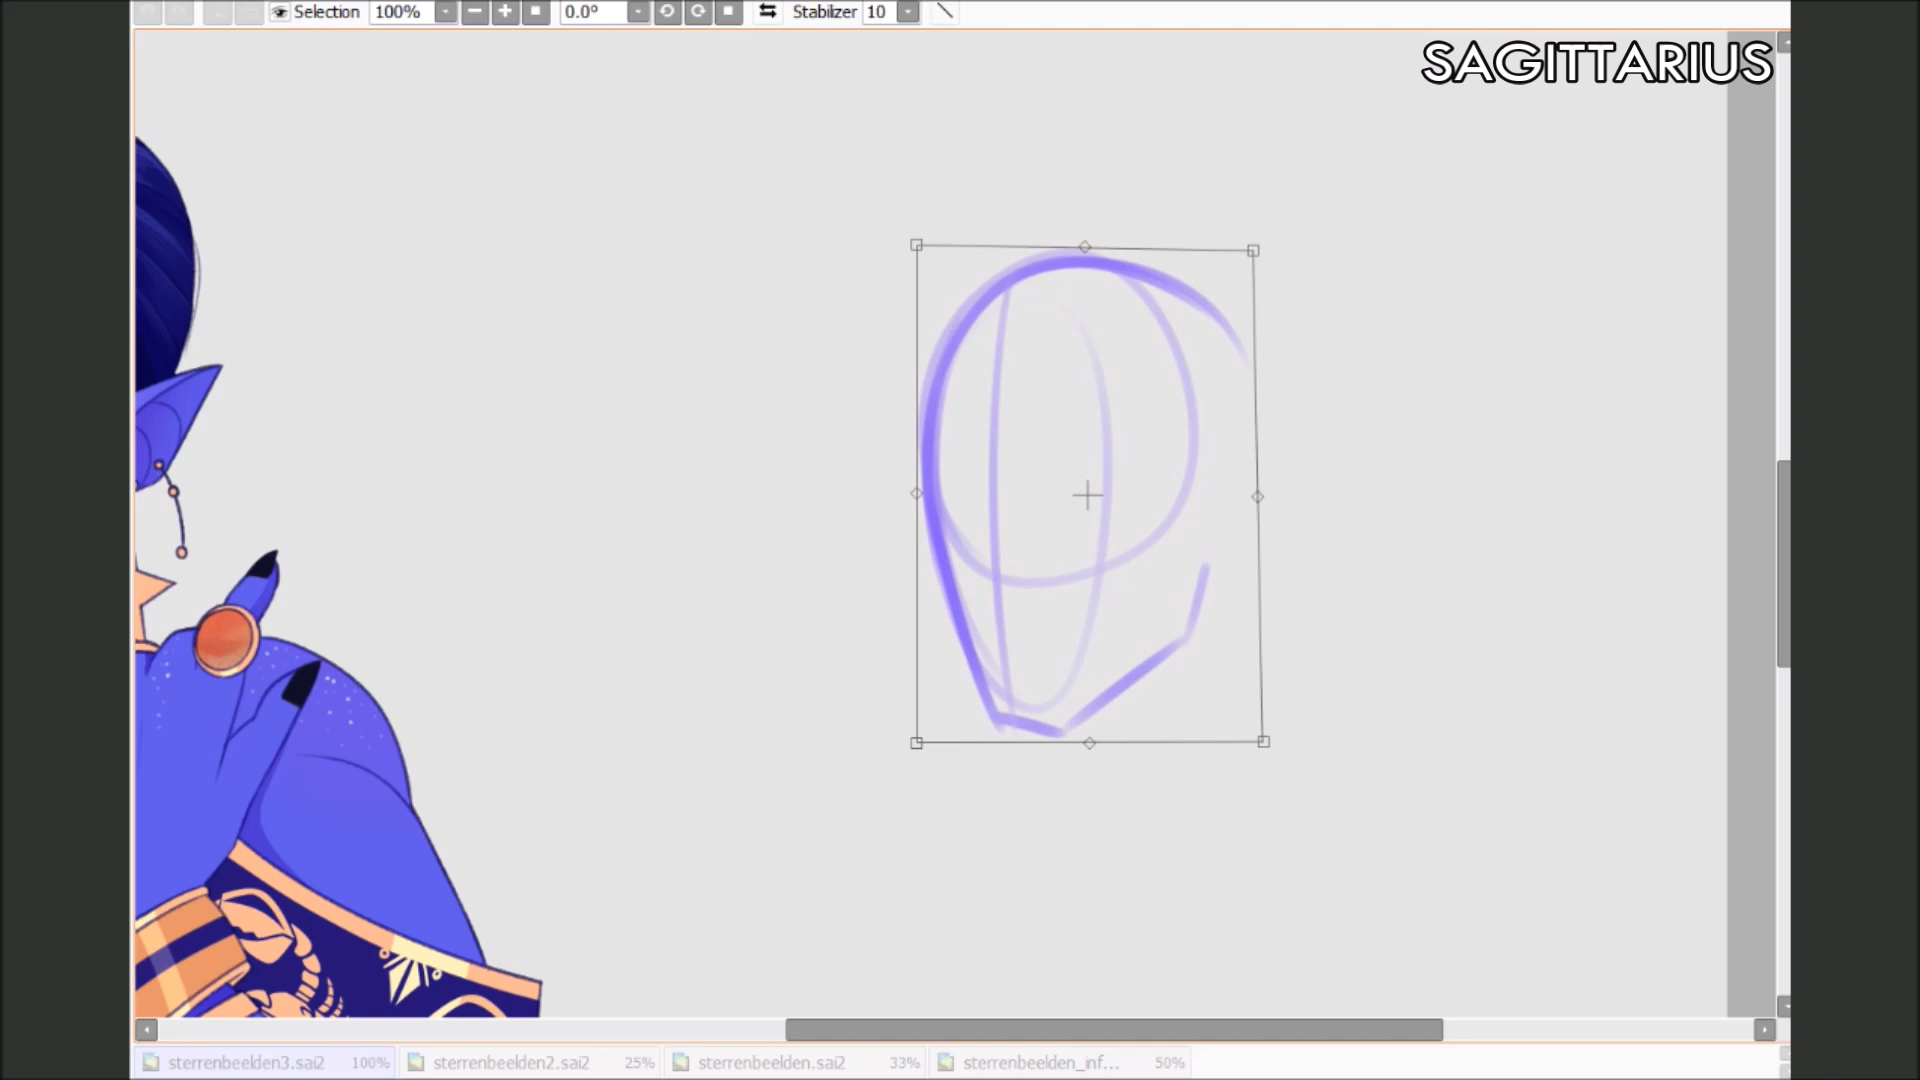 Selection 100% 0.0° Stabilizer 10
SAGITTARIUS
sterrenbeelden3.sai2 100% sterrenbeelden2.sai2 25% sterrenbeelden.sai2 33% sterrenbeelden_inf... 50%